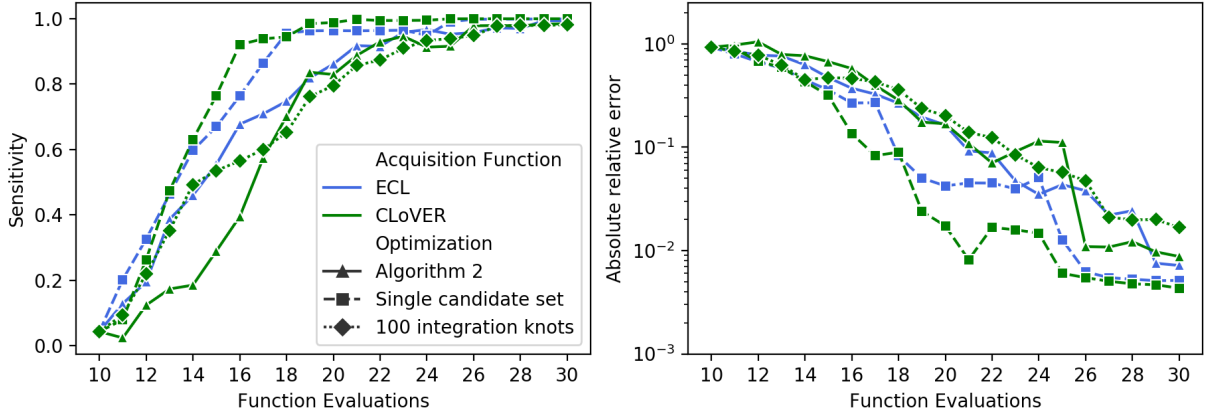 1.0
0.8
0.6
0.4
0.2
0.0
Sensitivity
10 12 14 16 18 20 22 24 26 28 30
Function Evaluations
Acquisition Function
ECL
CLoVER
Optimization
Algorithm 2
Single candidate set
100 integration knots
10⁰
10⁻¹
10⁻²
10⁻³
Absolute relative error
10 12 14 16 18 20 22 24 26 28 30
Function Evaluations